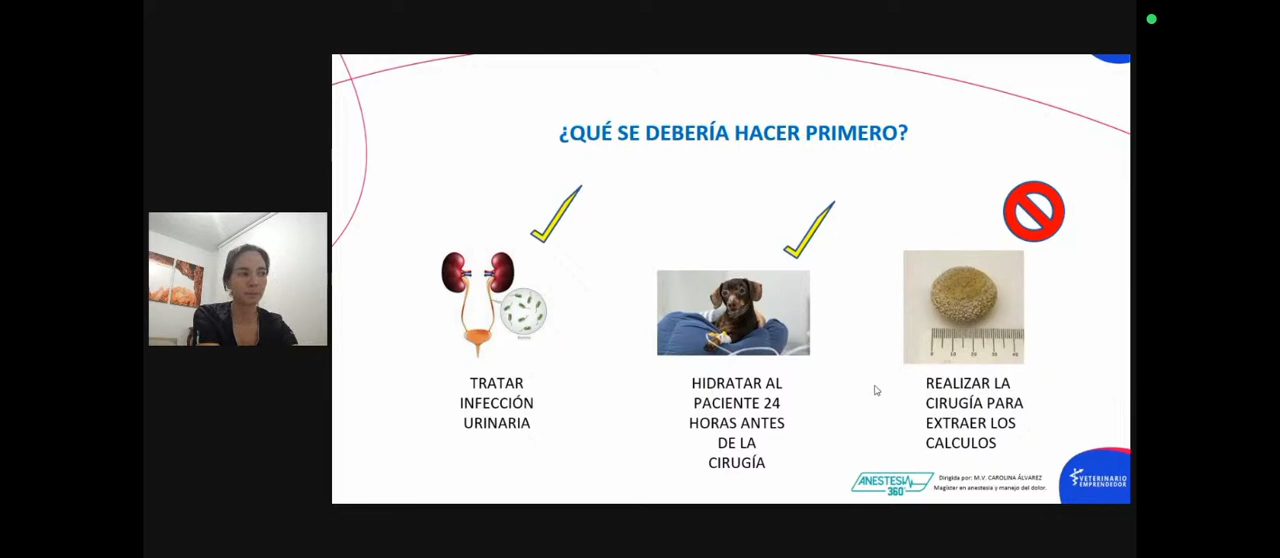 ¿QUÉ SE DEBERÍA HACER PRIMERO?
TRATAR
INFECCIÓN
URINARIA
HIDRATAR AL
PACIENTE 24
HORAS ANTES
DE LA
CIRUGÍA
REALIZAR LA
CIRUGÍA PARA
EXTRAER LOS
CALCULOS
ANESTESIA
360°
Dirigida por: M.V. CAROLINA ÁLVAREZ
Magíster en anestesia y manejo del dolor.
VETERINARIO
EMPRENDEDOR